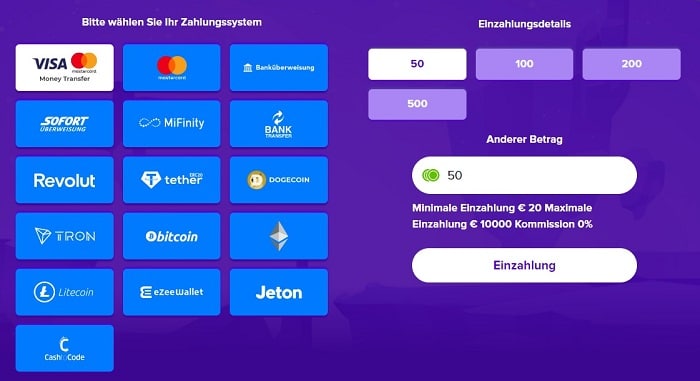 Bitte wählen Sie Ihr Zahlungssystem
VISA mastercard
Money Transfer
mastercard
Banküberweisung
SOFORT
ÜBERWEISUNG
MiFinity
BANK
TRANSFER
Revolut
tether ERC20
DOGECOIN
TRON
bitcoin
Litecoin
eZeeWallet
Jeton
CashtoCode
Einzahlungsdetails
50
100
200
500
Anderer Betrag
50
Minimale Einzahlung € 20 Maximale
Einzahlung € 10000 Kommission 0%
Einzahlung